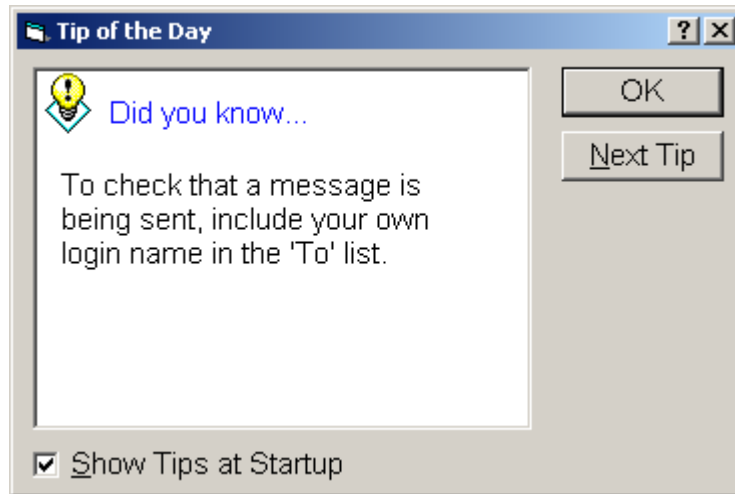 Tip of the Day
Did you know...
To check that a message is
being sent, include your own
login name in the 'To' list.
OK
Next Tip
Show Tips at Startup